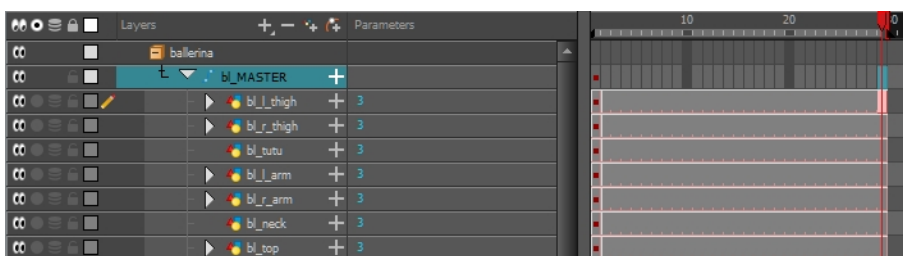 Layers Parameters 10 20 30
ballerina
bl_MASTER
bl_l_thigh 3
bl_r_thigh 3
bl_tutu 3
bl_l_arm 3
bl_r_arm 3
bl_neck 3
bl_top 3